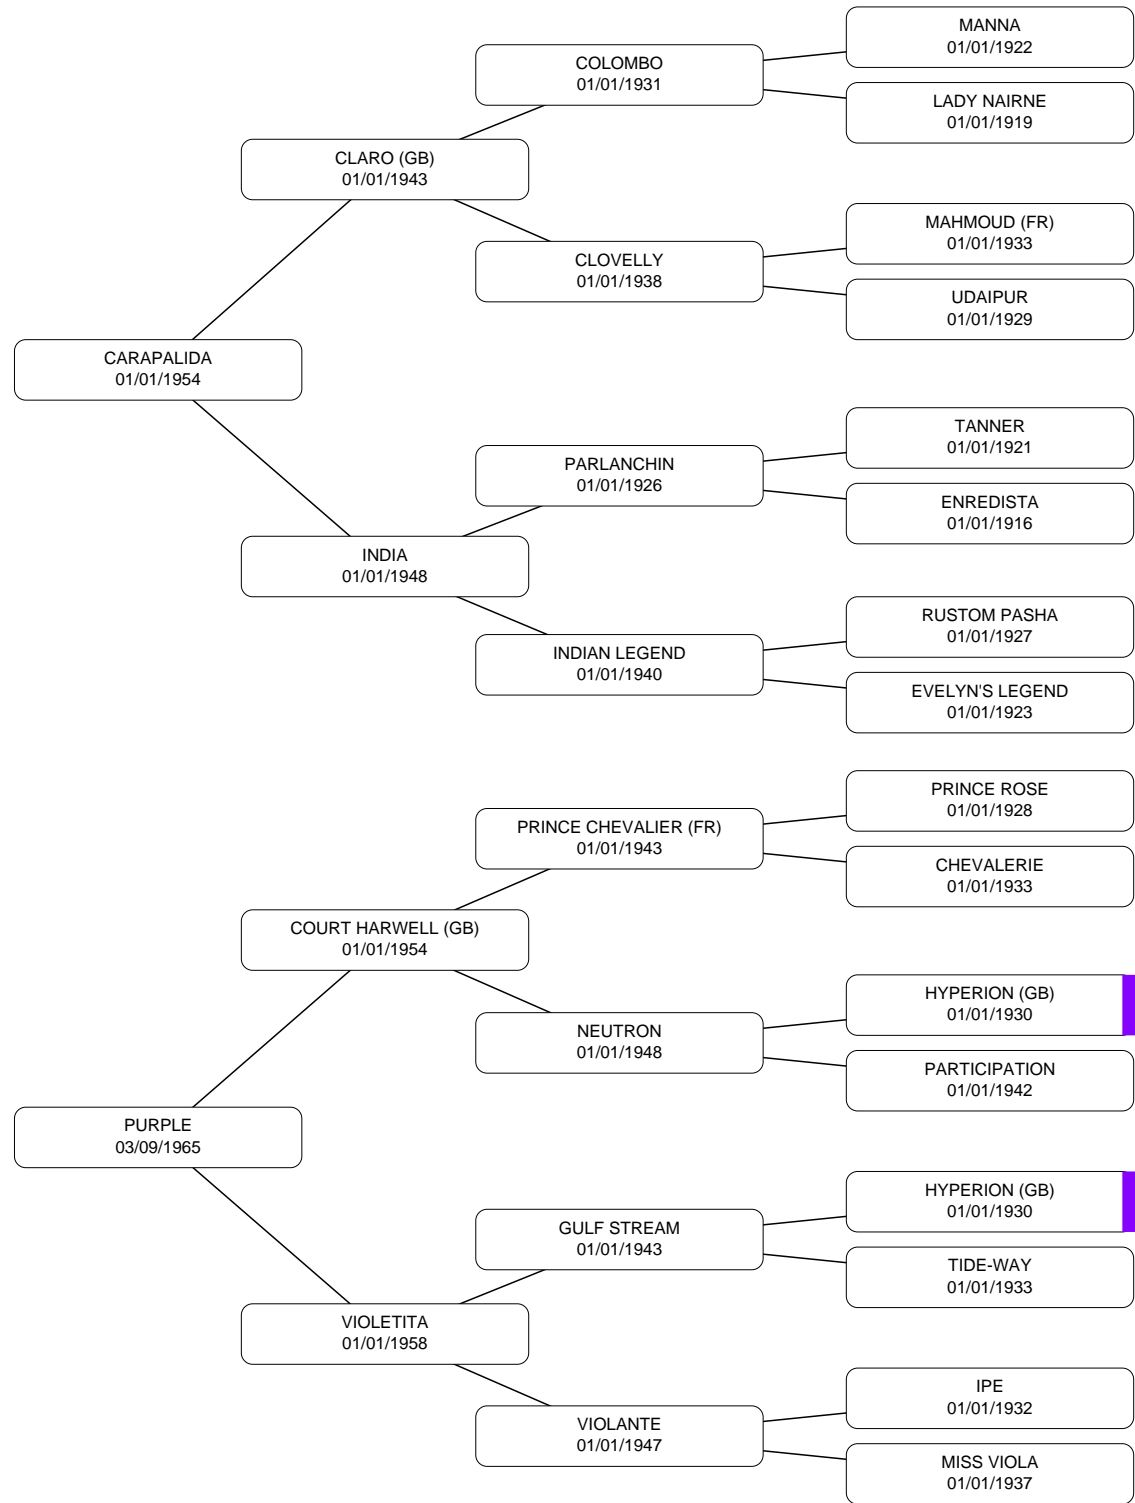 MANNA
01/01/1922
COLOMBO
01/01/1931
LADY NAIRNE
01/01/1919
CLARO (GB)
01/01/1943
MAHMOUD (FR)
01/01/1933
CLOVELLY
01/01/1938
UDAIPUR
01/01/1929
CARAPALIDA
01/01/1954
TANNER
01/01/1921
PARLANCHIN
01/01/1926
ENREDISTA
01/01/1916
INDIA
01/01/1948
RUSTOM PASHA
01/01/1927
INDIAN LEGEND
01/01/1940
EVELYN'S LEGEND
01/01/1923
PRINCE ROSE
01/01/1928
PRINCE CHEVALIER (FR)
01/01/1943
CHEVALERIE
01/01/1933
COURT HARWELL (GB)
01/01/1954
HYPERION (GB)
01/01/1930
NEUTRON
01/01/1948
PARTICIPATION
01/01/1942
PURPLE
03/09/1965
HYPERION (GB)
01/01/1930
GULF STREAM
01/01/1943
TIDE-WAY
01/01/1933
VIOLETITA
01/01/1958
IPE
01/01/1932
VIOLANTE
01/01/1947
MISS VIOLA
01/01/1937